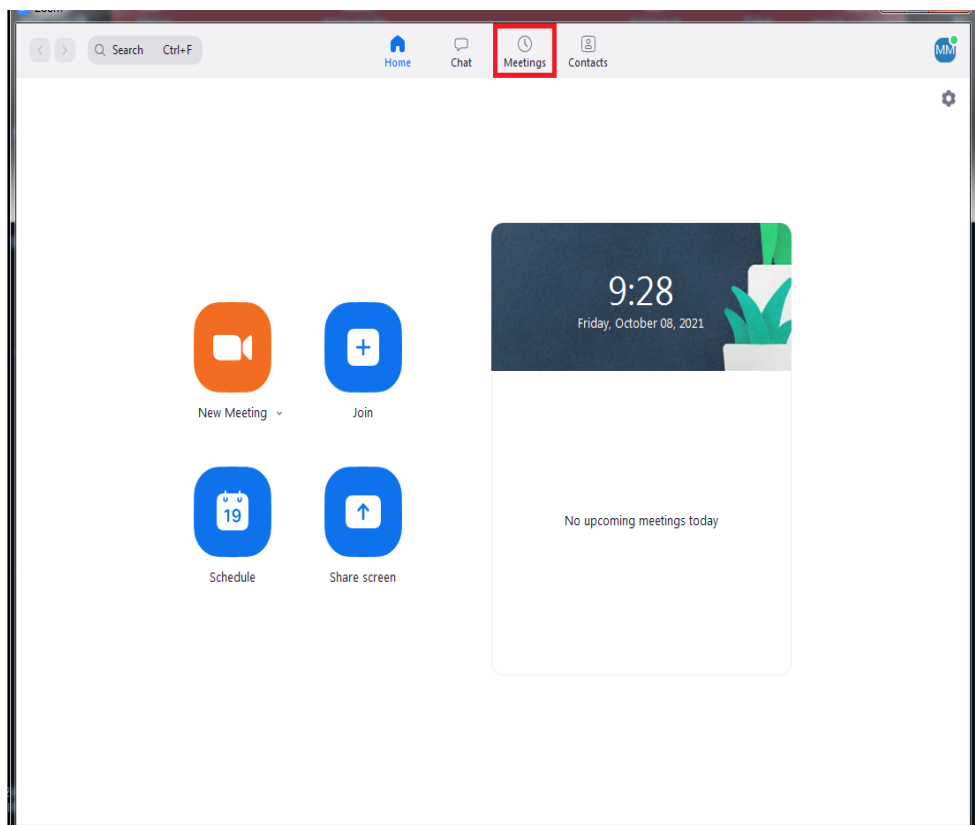 Zoom
Search Ctrl+F
Home
Chat
Meetings
Contacts
MM
9:28
Friday, October 08, 2021
New Meeting
Join
19
Schedule
Share screen
No upcoming meetings today